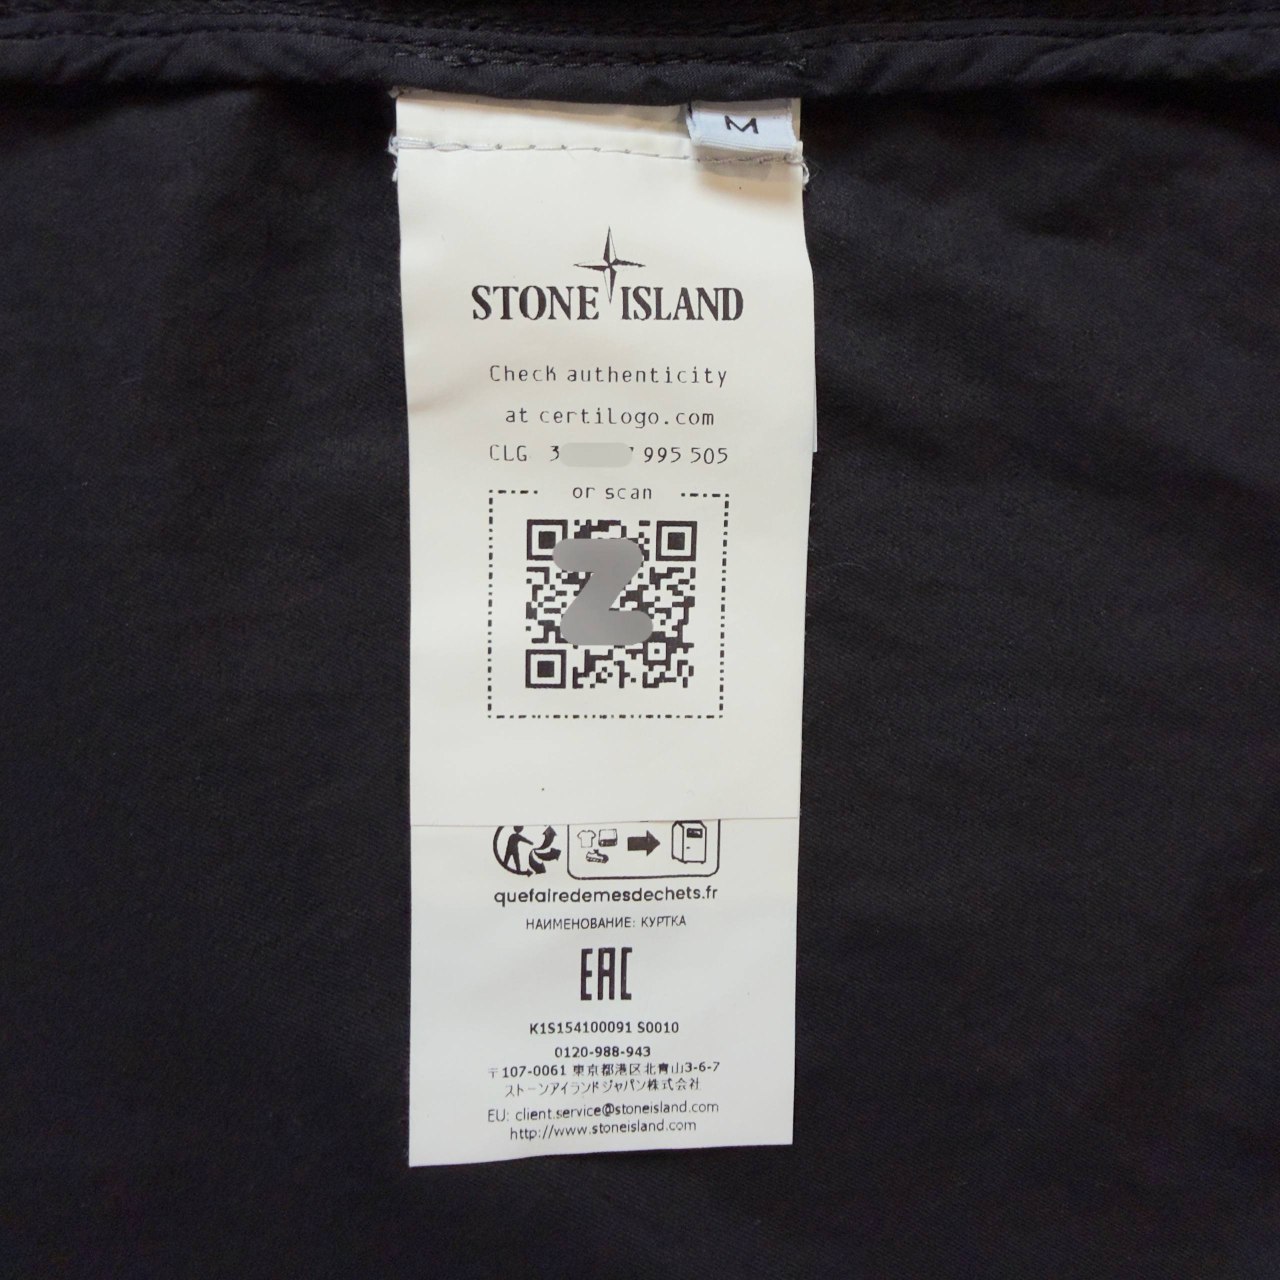 M
STONE ISLAND
Check authenticity
at certilogo.com
CLG 3 995 505
or scan
Z
quefairedemesdechets.fr
НАИМЕНОВАНИЕ: КУРТКА
EAC
K1S154100091 S0010
0120-988-943
〒107-0061 東京都港区北青山3-6-7
ストーンアイランドジャパン株式会社
EU: client.service@stoneisland.com
http://www.stoneisland.com